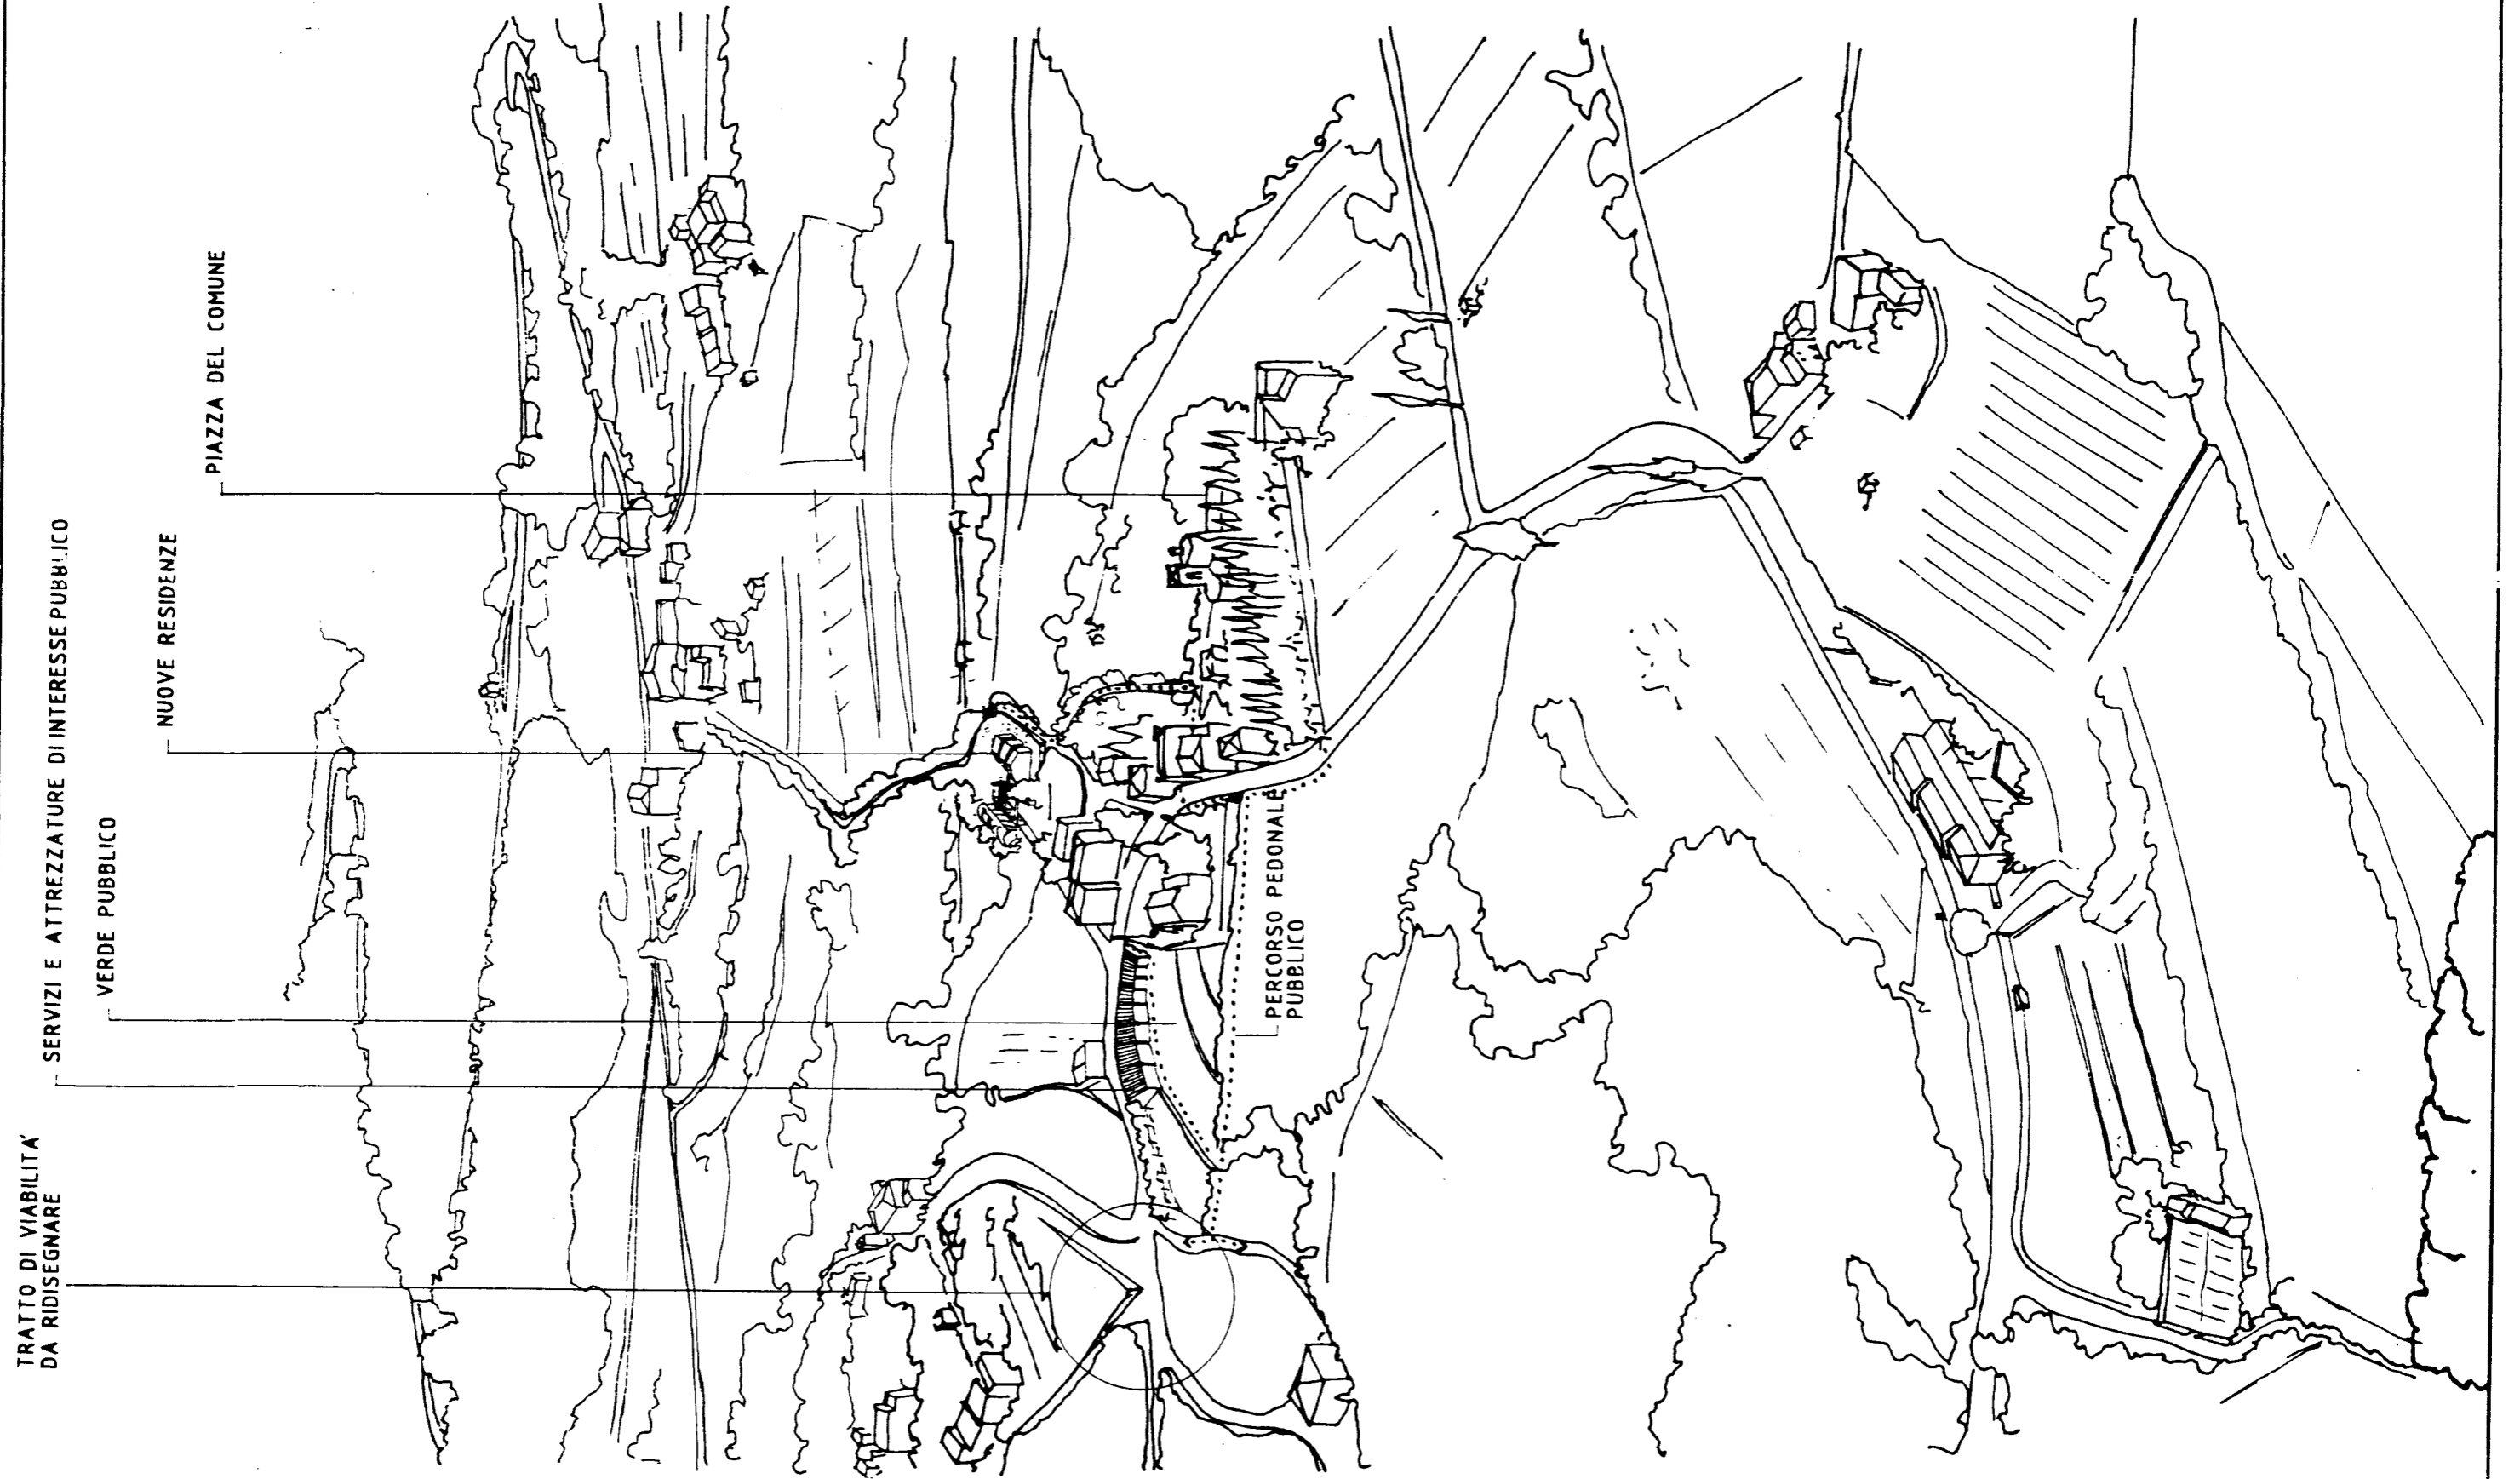 TRATTO DI VIABILITA'
DA RIDISEGNARE
SERVIZI E ATTREZZATURE DI INTERESSE PUBBLICO
VERDE PUBBLICO
NUOVE RESIDENZE
PIAZZA DEL COMUNE
PERCORSO PEDONALE
PUBBLICO